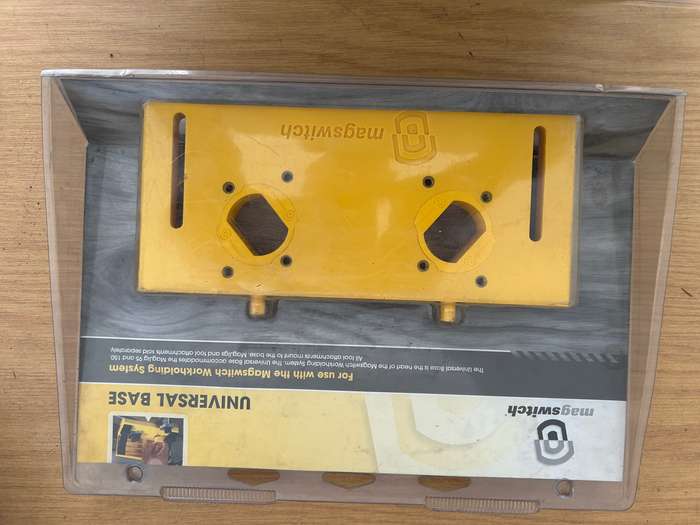 magswitch
UNIVERSAL BASE
For use with the Magswitch Workholding System
The Universal Base is the heart of the Magswitch Workholding System. The Universal Base accommodates the MagJig 95 and 150.
All tool attachments mount to the base. MagJigs and tool attachments sold separately.
magswitch